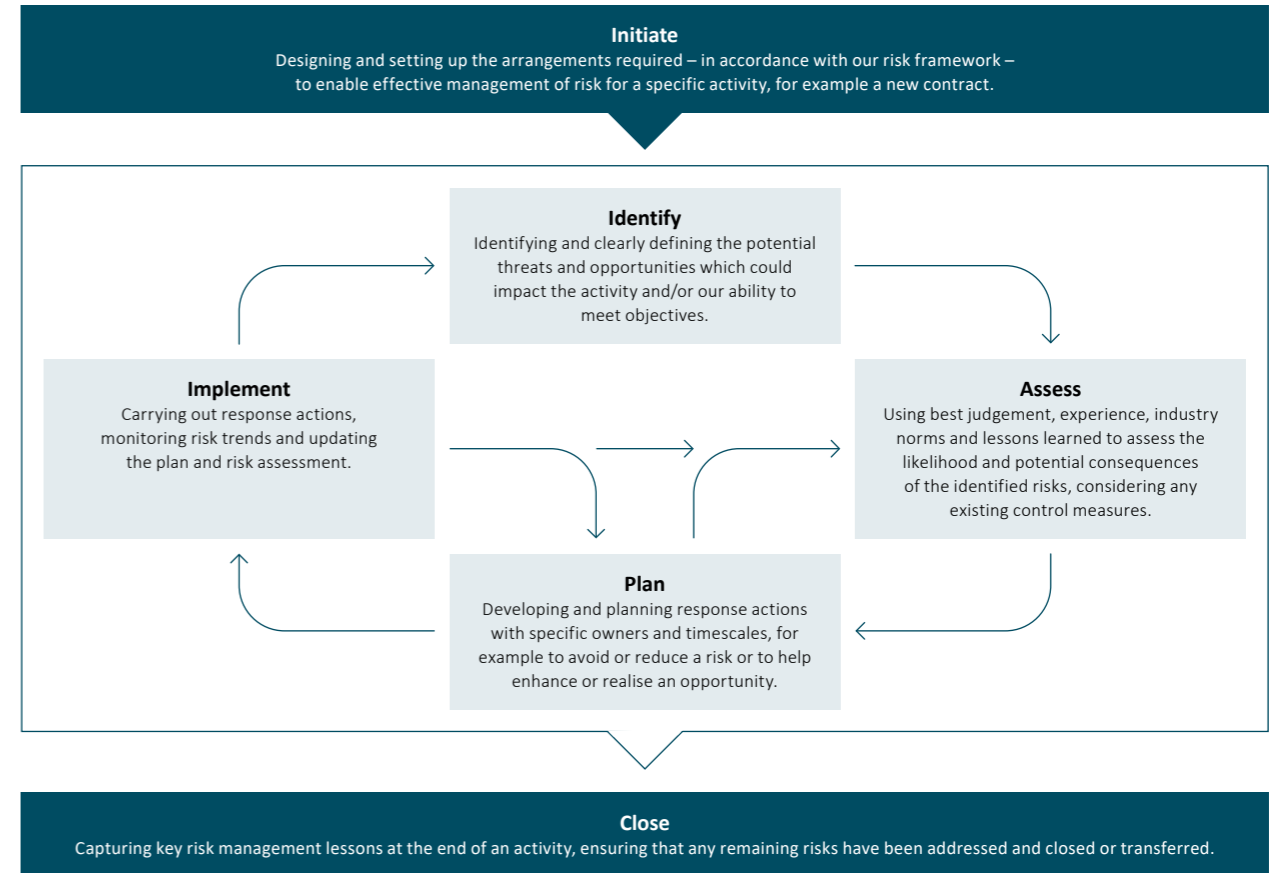 Initiate
Designing and setting up the arrangements required – in accordance with our risk framework –
to enable effective management of risk for a specific activity, for example a new contract.
Identify
Identifying and clearly defining the potential
threats and opportunities which could
impact the activity and/or our ability to
meet objectives.
Implement
Carrying out response actions,
monitoring risk trends and updating
the plan and risk assessment.
Assess
Using best judgement, experience, industry
norms and lessons learned to assess the
likelihood and potential consequences
of the identified risks, considering any
existing control measures.
Plan
Developing and planning response actions
with specific owners and timescales, for
example to avoid or reduce a risk or to help
enhance or realise an opportunity.
Close
Capturing key risk management lessons at the end of an activity, ensuring that any remaining risks have been addressed and closed or transferred.